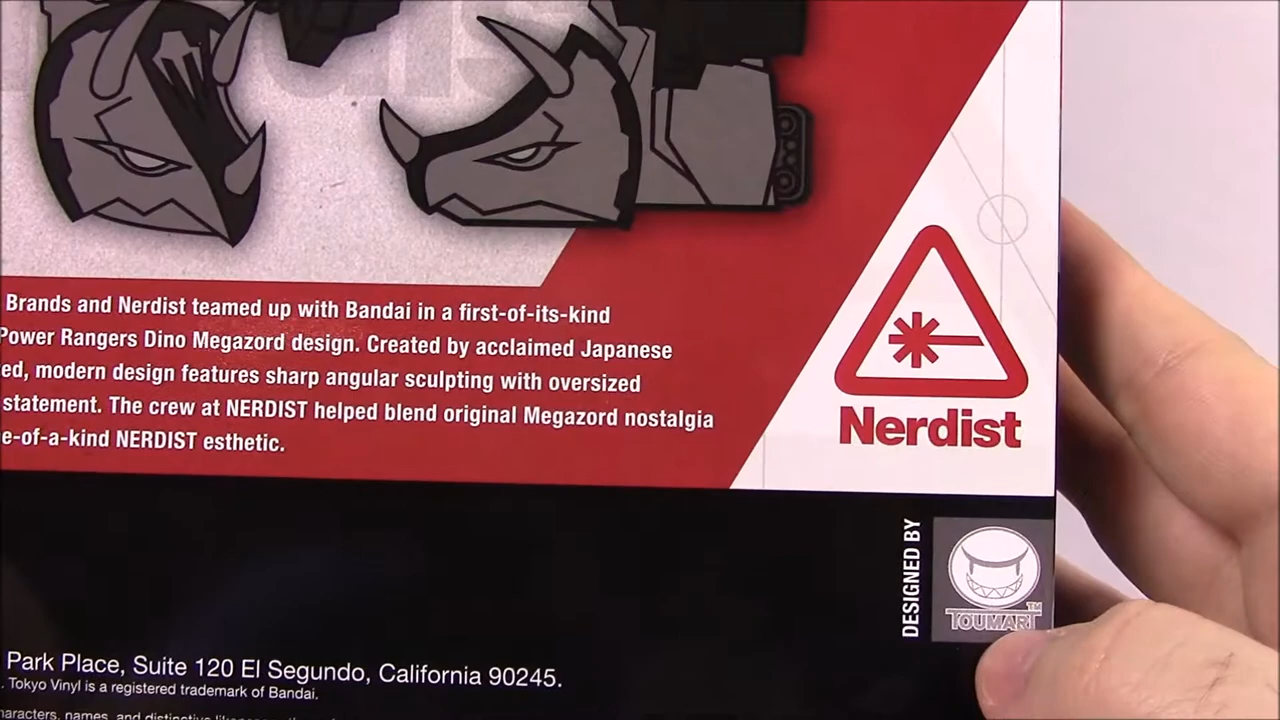 Brands and Nerdist teamed up with Bandai in a first-of-its-kind
Power Rangers Dino Megazord design. Created by acclaimed Japanese
ed, modern design features sharp angular sculpting with oversized
statement. The crew at NERDIST helped blend original Megazord nostalgia
e-of-a-kind NERDIST esthetic.
Nerdist
DESIGNED BY
TOUMART™
Park Place, Suite 120 El Segundo, California 90245.
. Tokyo Vinyl is a registered trademark of Bandai.
haracters, names, and distinctive